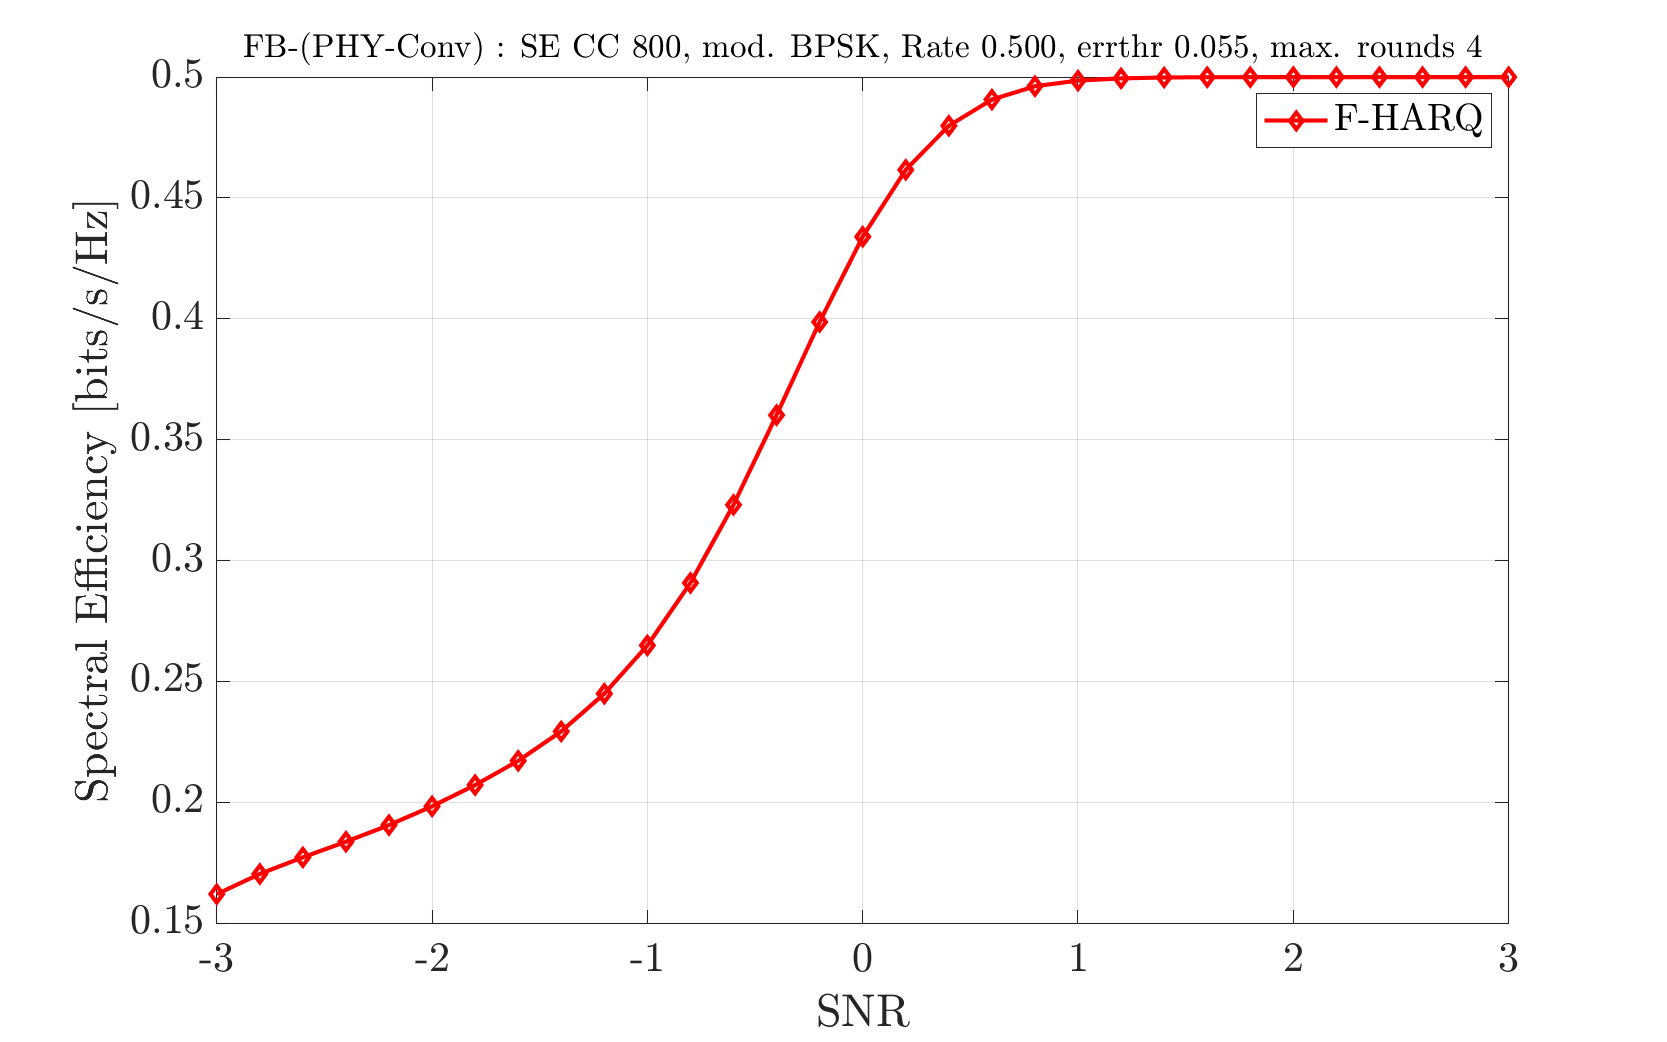 FB-(PHY-Conv) : SE CC 800, mod. BPSK, Rate 0.500, errthr 0.055, max. rounds 4
F-HARQ
Spectral Efficiency [bits/s/Hz]
0.5
0.45
0.4
0.35
0.3
0.25
0.2
0.15
-3 -2 -1 0 1 2 3
SNR